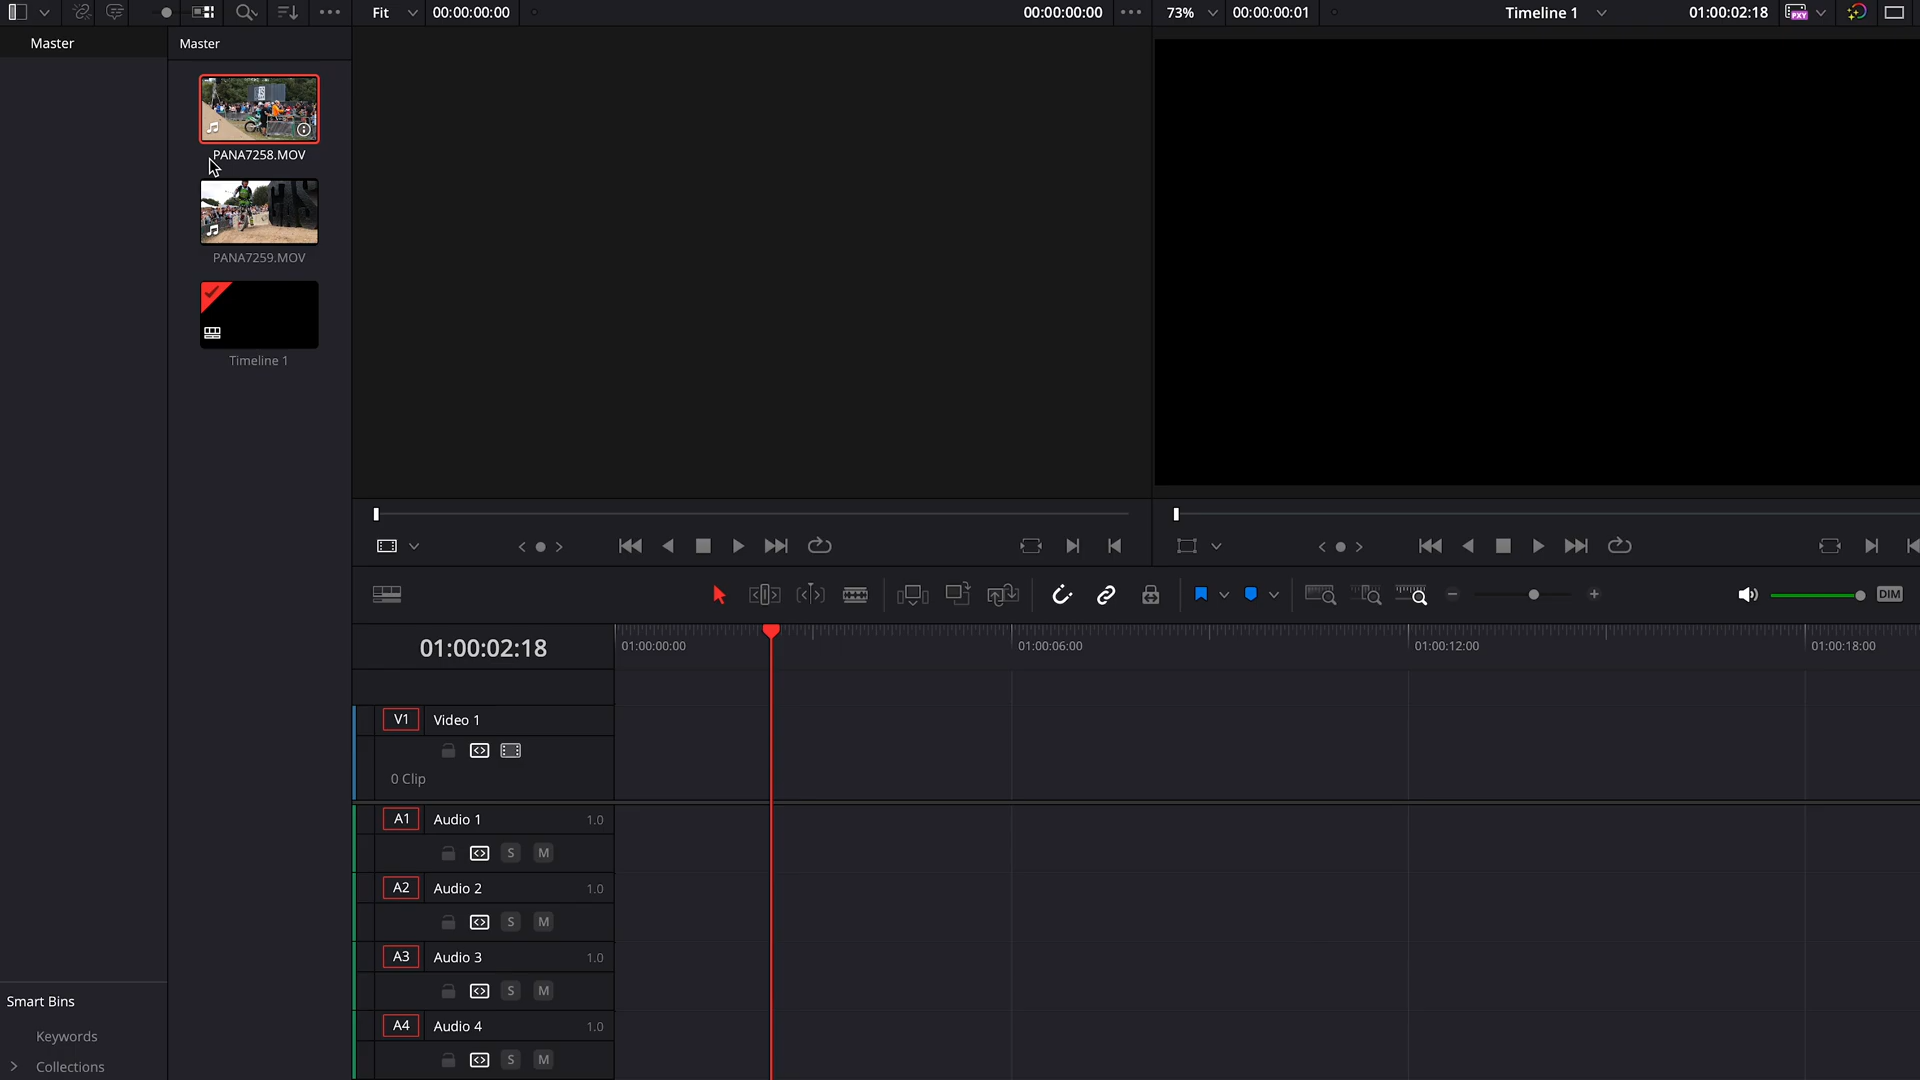 Fit 00:00:00:00 00:00:00:00 73% 00:00:00:01 Timeline 1 01:00:02:18 PXY
Master Master
PANA7258.MOV
PANA7259.MOV
Timeline 1
DIM
01:00:02:18 01:00:00:00 01:00:06:00 01:00:12:00 01:00:18:00
V1 Video 1
0 Clip
A1 Audio 1 1.0
S M
A2 Audio 2 1.0
S M
A3 Audio 3 1.0
S M
A4 Audio 4 1.0
S M
Smart Bins
Keywords
Collections